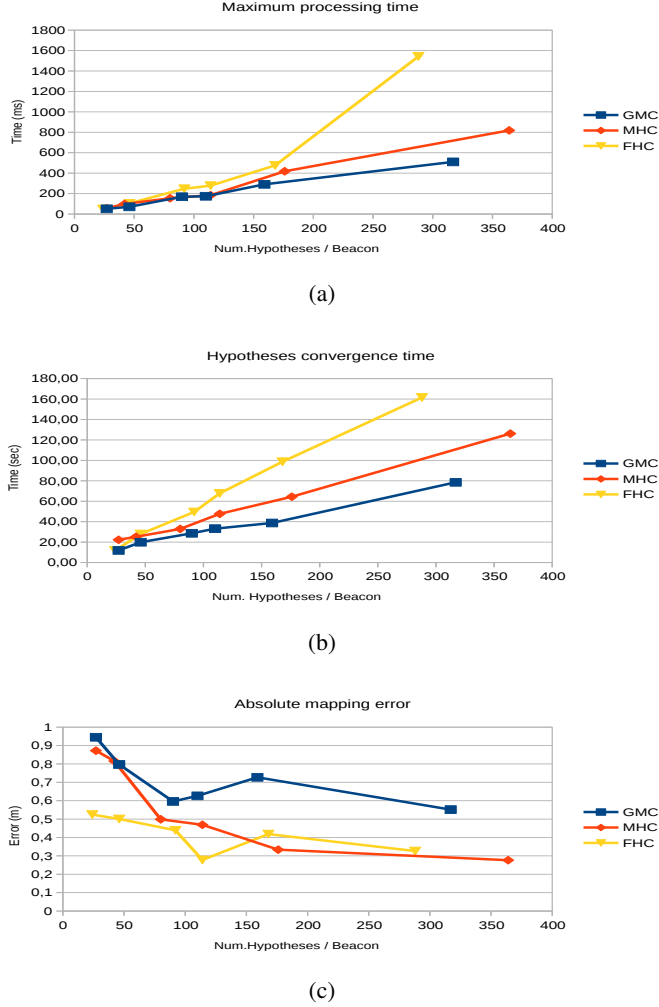 Maximum processing time
1800
1600
1400
1200
1000
800
600
400
200
0
Time (ms)
0 50 100 150 200 250 300 350 400
Num.Hypotheses / Beacon
GMC
MHC
FHC
(a)
Hypotheses convergence time
180,00
160,00
140,00
120,00
100,00
80,00
60,00
40,00
20,00
0,00
Time (sec)
0 50 100 150 200 250 300 350 400
Num. Hypotheses / Beacon
GMC
MHC
FHC
(b)
Absolute mapping error
1
0,9
0,8
0,7
0,6
0,5
0,4
0,3
0,2
0,1
0
Error (m)
0 50 100 150 200 250 300 350 400
Num.Hypotheses / Beacon
GMC
MHC
FHC
(c)